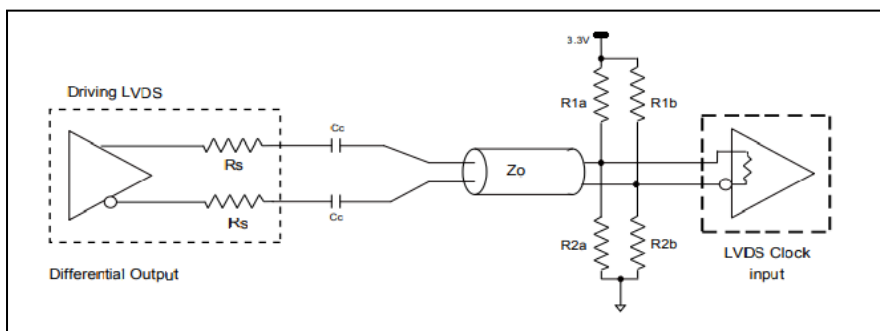 3.3V
Driving LVDS
R1a
R1b
Cc
Rs
Zo
Cc
Rs
R2a
R2b
LVDS Clock
input
Differential Output